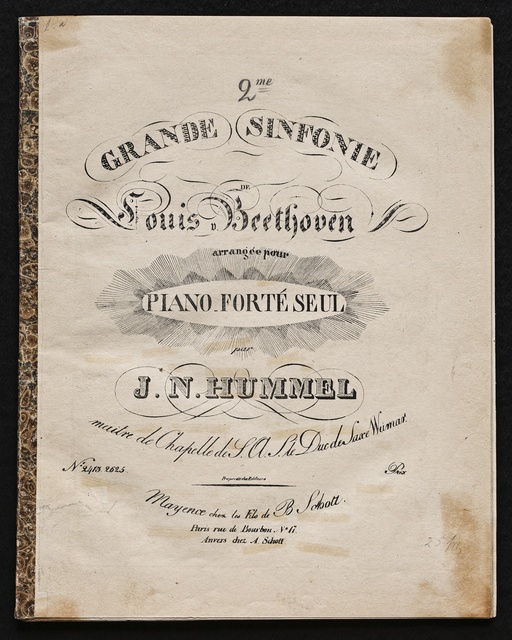 2me
GRANDE SINFONIE
DE
Louis v Beethoven
arrangée pour
PIANO-FORTÉ SEUL
par
J. N. HUMMEL
maitre de Chapelle de S. A. S. le Duc de Saxe Weimar.
No 2413 2625
Prix
Propriété des Editeurs
Mayence chez les Fils de B Schott.
Paris rue de Bourbon. No 17.
Anvers chez A Schott